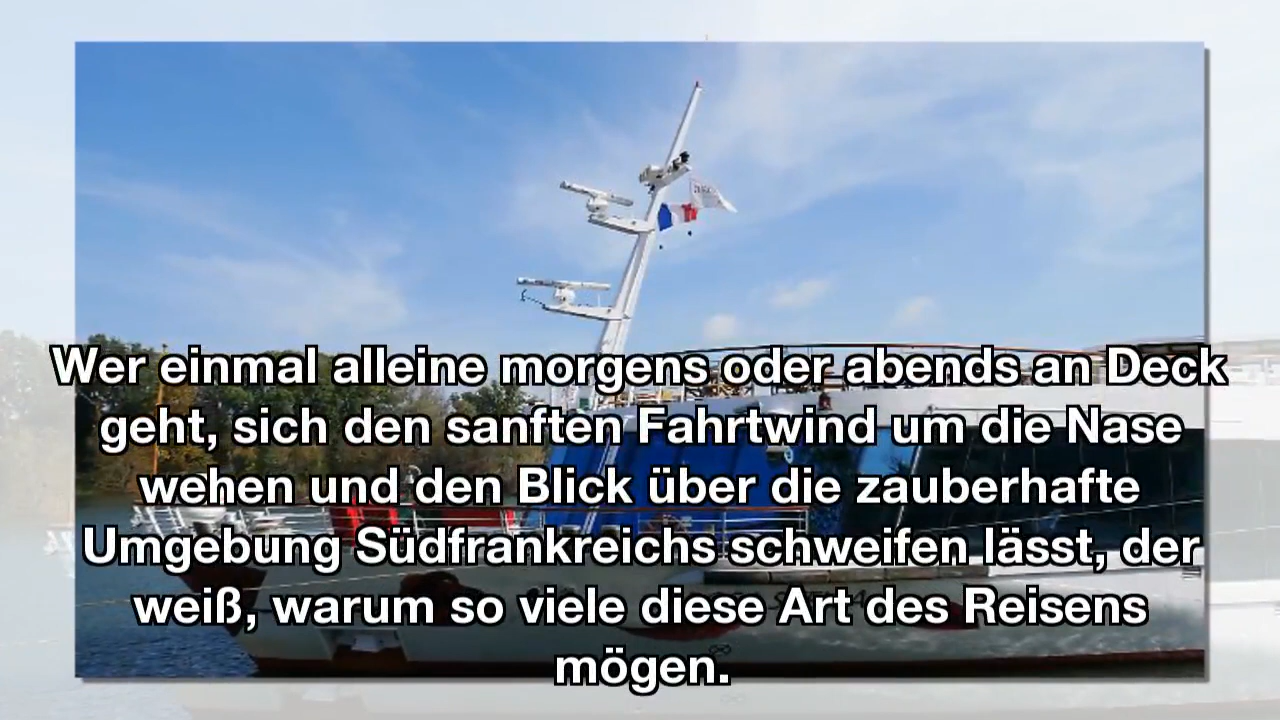 Wer einmal alleine morgens oder abends an Deck
geht, sich den sanften Fahrtwind um die Nase
wehen und den Blick über die zauberhafte
Umgebung Südfrankreichs schweifen lässt, der
weiß, warum so viele diese Art des Reisens
mögen.